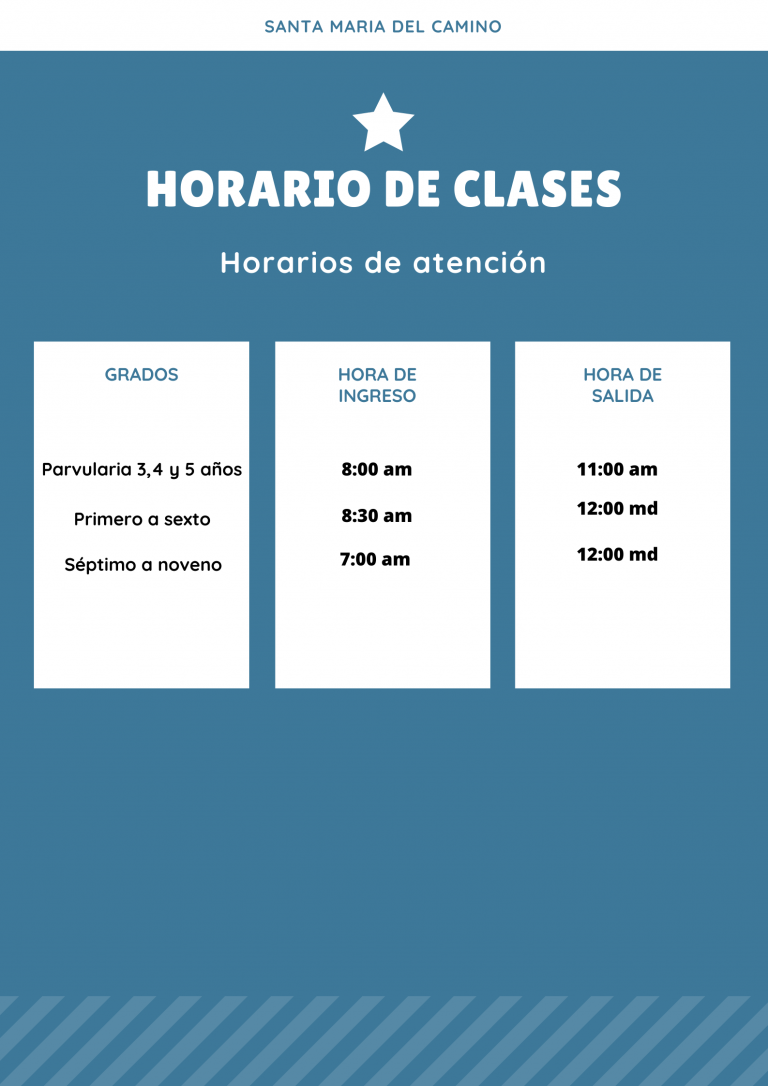 SANTA MARIA DEL CAMINO
HORARIO DE CLASES
Horarios de atención
GRADOS
Parvularia 3,4 y 5 años
Primero a sexto
Séptimo a noveno
HORA DE
INGRESO
8:00 am
8:30 am
7:00 am
HORA DE
SALIDA
11:00 am
12:00 md
12:00 md